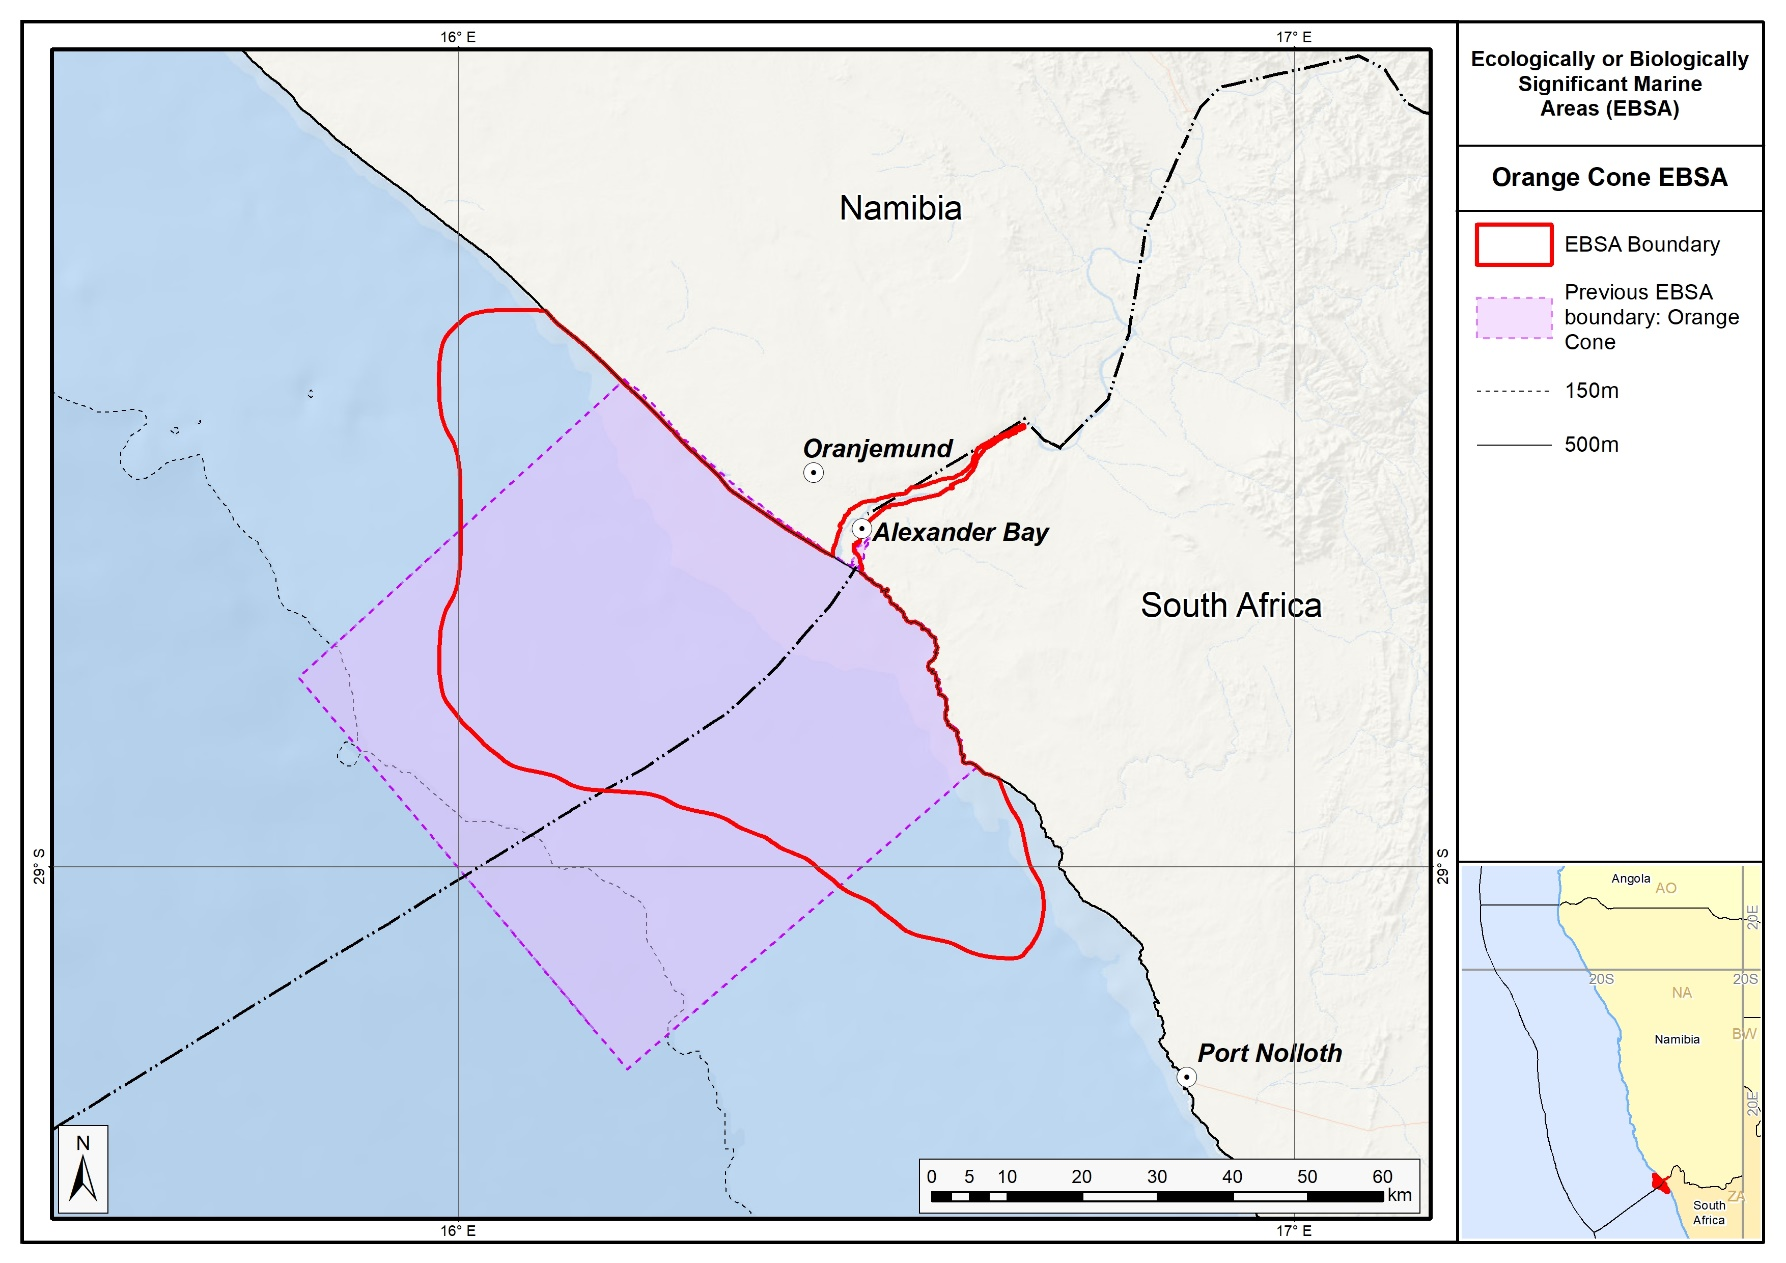 16° E
17° E
Ecologically or Biologically
Significant Marine
Areas (EBSA)
Orange Cone EBSA
EBSA Boundary
Previous EBSA
boundary: Orange
Cone
150m
500m
Namibia
Oranjemund
Alexander Bay
South Africa
29° S
29° S
Port Nolloth
N
0 5 10 20 30 40 50 60
km
16° E
17° E
Angola
AO
20E
20S
20S
NA
BW
Namibia
20E
ZA
South
Africa